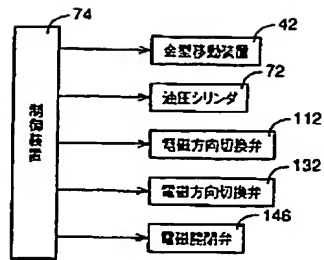 74
制御装置
金型移動装置
42
油圧シリンダ
72
電磁方向切換弁
112
電磁方向切換弁
132
電磁開閉弁
146